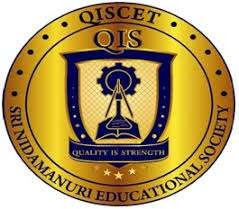 QISCET
QIS
QUALITY IS STRENGTH
SRI NIDAMANURI EDUCATIONAL SOCIETY